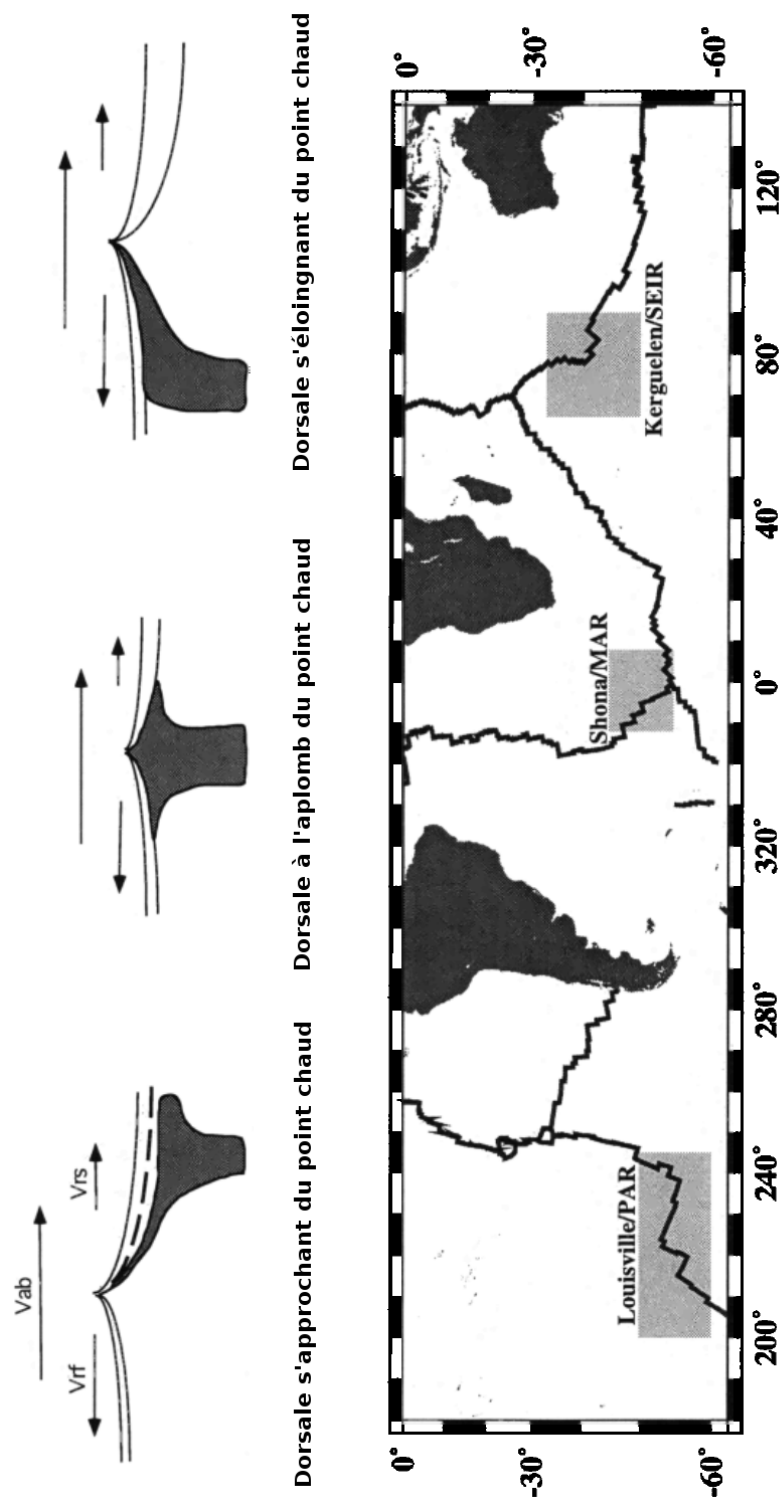 Vab
Vrf
Vrs
Dorsale s'approchant du point chaud
Dorsale à l'aplomb du point chaud
Dorsale s'éloingnant du point chaud
0°
0°
-30°
-30°
-60°
-60°
Louisville/PAR
Shona/MAR
Kerguelen/SEIR
200°
240°
280°
320°
0°
40°
80°
120°